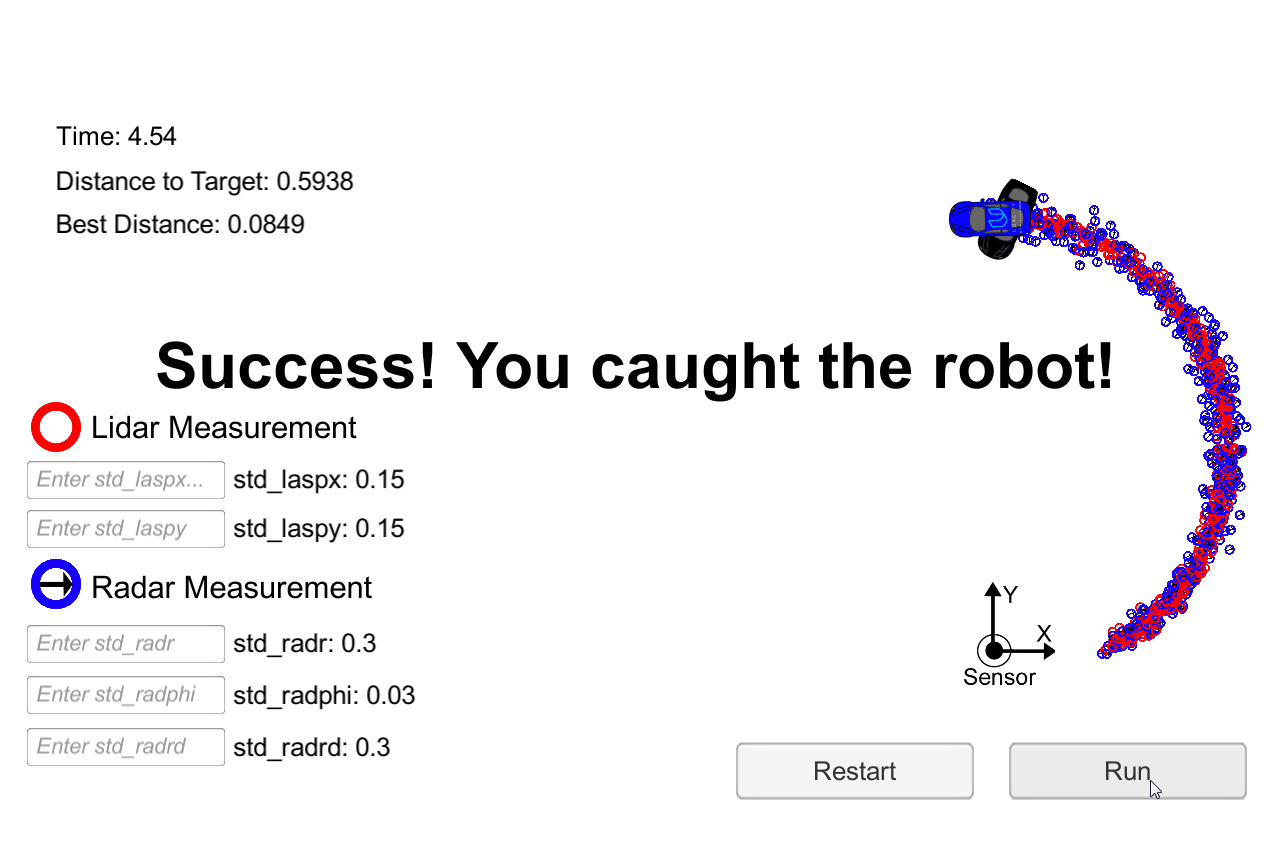 Time: 4.54
Distance to Target: 0.5938
Best Distance: 0.0849
Success! You caught the robot!
Lidar Measurement
Enter std_laspx... std_laspx: 0.15
Enter std_laspy std_laspy: 0.15
Radar Measurement
Enter std_radr std_radr: 0.3
Enter std_radphi std_radphi: 0.03
Enter std_radrd std_radrd: 0.3
Y
X
Sensor
Restart Run